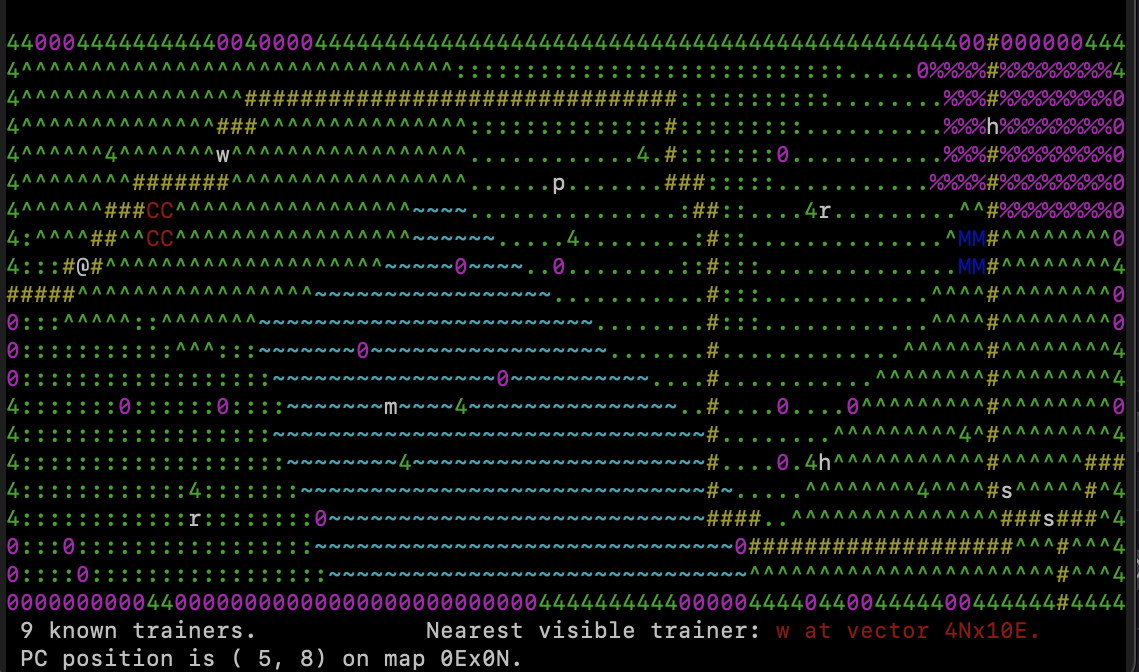 4400044444444440040000444444444444444444444444444444444444444444444400#000000444
4^^^^^^^^^^^^^^^^^^^^^^^^^^^^^^^::::::::::::::::::::::::::::.....0%%%%#%%%%%%%%4
4^^^^^^^^^^^^^^^^###############################:::::::::::........%%%#%%%%%%%%0
4^^^^^^^^^^^^^^###^^^^^^^^^^^^^^^::::::::::::::#:::::::::..........%%%h%%%%%%%%0
4^^^^^^4^^^^^^^w^^^^^^^^^^^^^^^^^............4.#:::::::0...........%%%#%%%%%%%%0
4^^^^^^^^#######^^^^^^^^^^^^^^^^^......p.......###:::::...........%%%%#%%%%%%%%0
4^^^^^^###CC^^^^^^^^^^^^^^^^^~~~~...............:##::....4r.........^^#%%%%%%%%0
4:^^^^##^^CC^^^^^^^^^^^^^^^^^~~~~~~.....4.......::#::..............^MM#^^^^^^^^0
4:::#@#^^^^^^^^^^^^^^^^^^^^~~~~~0~~~~..0........::#::...............MM#^^^^^^^^4
#####^^^^^^^^^^^^^^^^^~~~~~~~~~~~~~~~~~...........#:::............^^^^#^^^^^^^^0
0:::^^^^^::^^^^^^^~~~~~~~~~~~~~~~~~~~~~~~~........#:::............^^^^#^^^^^^^^0
0:::::::::::^^^:::~~~~~~~0~~~~~~~~~~~~~~~~~.......#.............^^^^^^#^^^^^^^^4
0::::::::::::::::::~~~~~~~~~~~~~~~~0~~~~~~~~~~....#...........^^^^^^^^#^^^^^^^^4
4:::::::0::::::0::::~~~~~~~m~~~~4~~~~~~~~~~~~~~~..#....0....0^^^^^^^^^#^^^^^^^^0
4::::::::::::::::::~~~~~~~~~~~~~~~~~~~~~~~~~~~~~~~#........^^^^^^^^^4^#^^^^^^^^4
4:::::::::::::::::::~~~~~~~~4~~~~~~~~~~~~~~~~~~~~~#....0.4h^^^^^^^^^^^#^^^^^^###
4::::::::::::4:::::::~~~~~~~~~~~~~~~~~~~~~~~~~~~~~#~.....^^^^^^^^4^^^^#s^^^^^#^4
4::::::::::::r::::::::0~~~~~~~~~~~~~~~~~~~~~~~~~~~####..^^^^^^^^^^^^^^^###s###^4
0:::0:::::::::::::::::~~~~~~~~~~~~~~~~~~~~~~~~~~~~~~0###################^^^#^^^4
0::::0:::::::::::::::::~~~~~~~~~~~~~~~~~~~~~~~~~~~~~~^^^^^^^^^^^^^^^^^^^^^^#^^^4
00000000004400000000000000000000000000444444444400000444404400444440044​4444#4444
9 known trainers. Nearest visible trainer: w at vector 4Nx10E.
PC position is ( 5, 8) on map 0Ex0N.